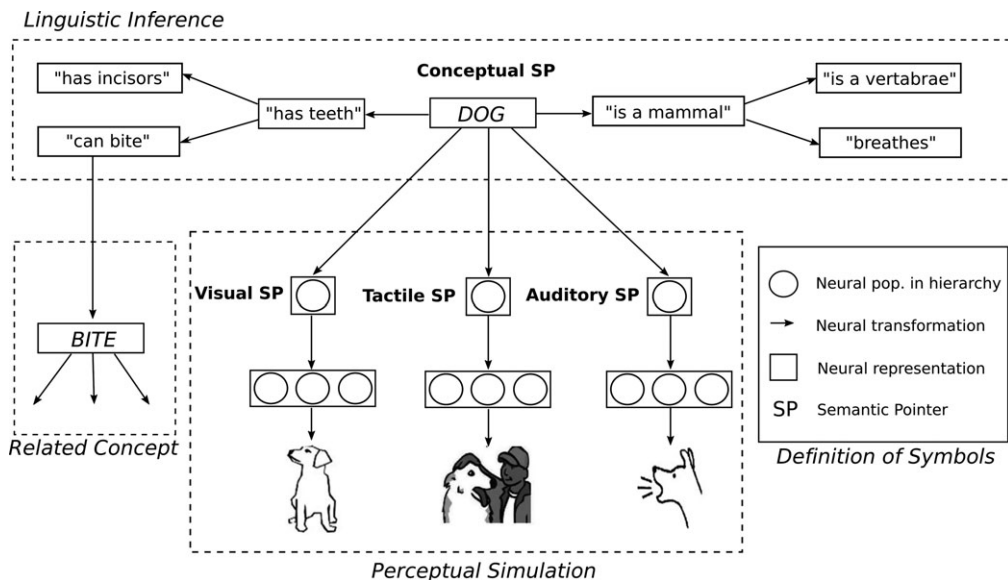 Linguistic Inference
Conceptual SP
"has incisors"
"has teeth"
DOG
"is a mammal"
"is a vertabrae"
"can bite"
"breathes"
Visual SP
Tactile SP
Auditory SP
BITE
Related Concept
Perceptual Simulation
Neural pop. in hierarchy
Neural transformation
Neural representation
SP Semantic Pointer
Definition of Symbols